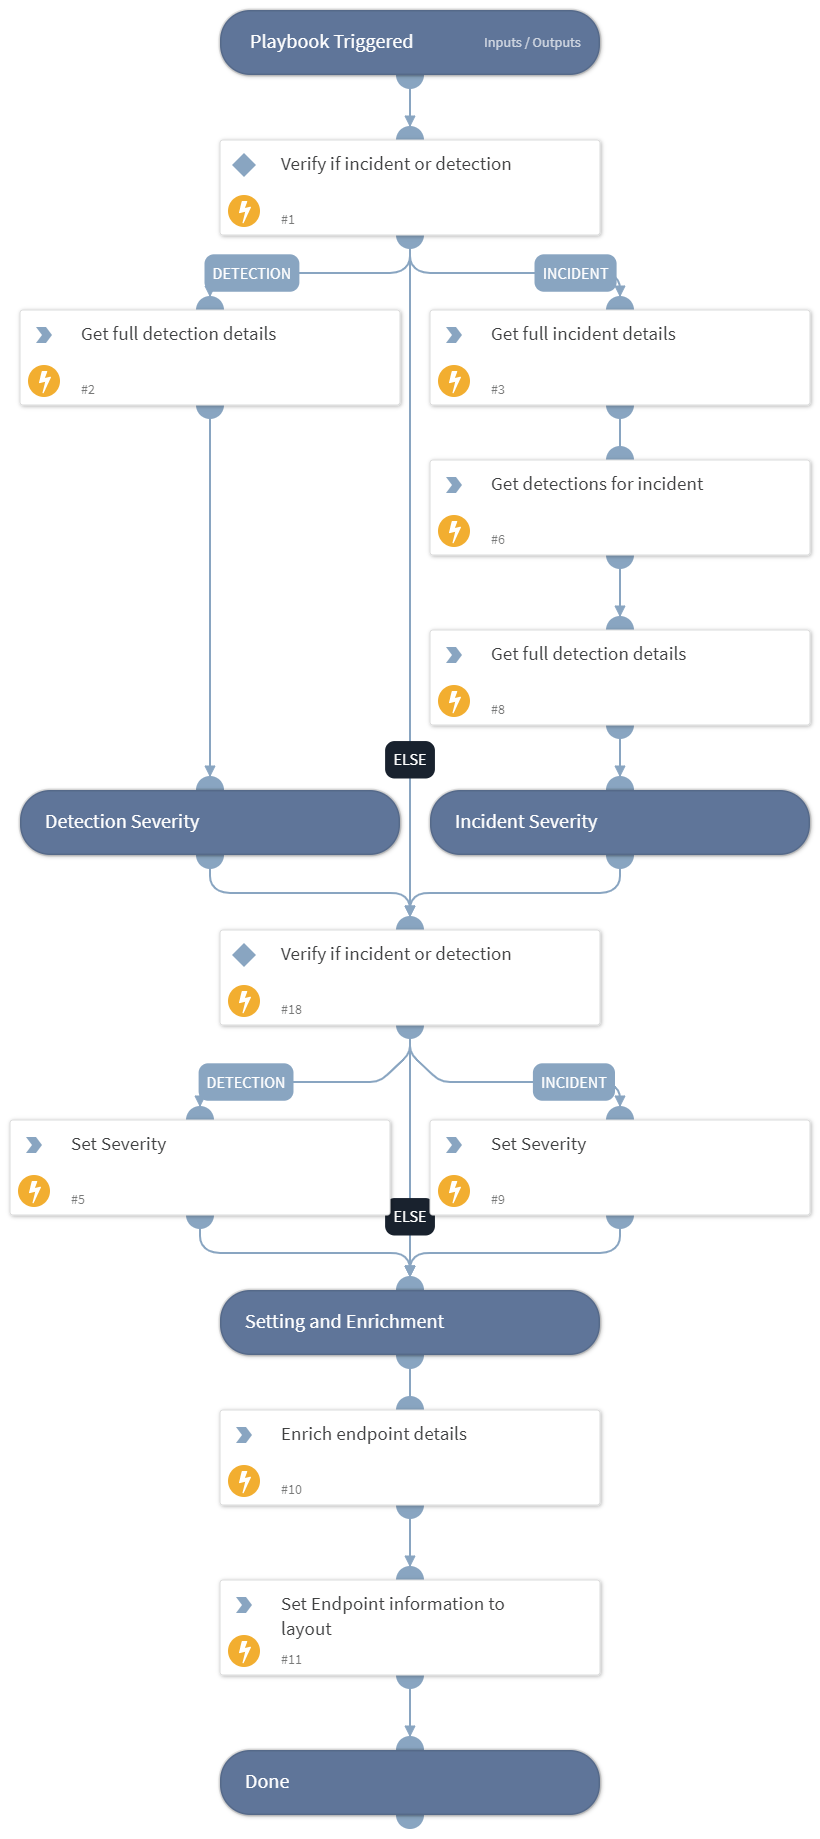 Playbook Triggered
Inputs / Outputs
Verify if incident or detection
#1
DETECTION
INCIDENT
Get full detection details
#2
Get full incident details
#3
Get detections for incident
#6
Get full detection details
#8
ELSE
Detection Severity
Incident Severity
Verify if incident or detection
#18
DETECTION
INCIDENT
Set Severity
#5
Set Severity
#9
ELSE
Setting and Enrichment
Enrich endpoint details
#10
Set Endpoint information to
layout
#11
Done